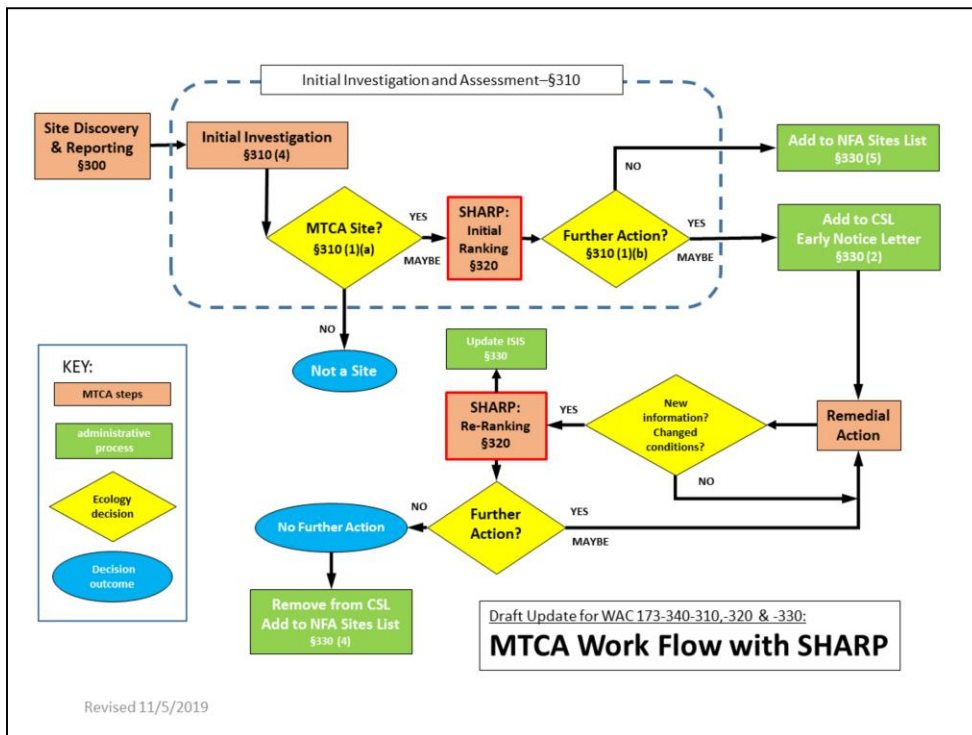 Initial Investigation and Assessment–§310
Site Discovery
& Reporting
§300
Initial Investigation
§310 (4)
MTCA Site?
§310 (1)(a)
YES
MAYBE
NO
SHARP:
Initial
Ranking
§320
Further Action?
§310 (1)(b)
NO
YES
MAYBE
Add to NFA Sites List
§330 (5)
Add to CSL
Early Notice Letter
§330 (2)
Not a Site
Update ISIS
§330
SHARP:
Re-Ranking
§320
YES
New
information?
Changed
conditions?
NO
Remedial
Action
Further
Action?
YES
MAYBE
NO
No Further Action
Remove from CSL
Add to NFA Sites List
§330 (4)
KEY:
MTCA steps
administrative
process
Ecology
decision
Decision
outcome
Draft Update for WAC 173-340-310,-320 & -330:
MTCA Work Flow with SHARP
Revised 11/5/2019